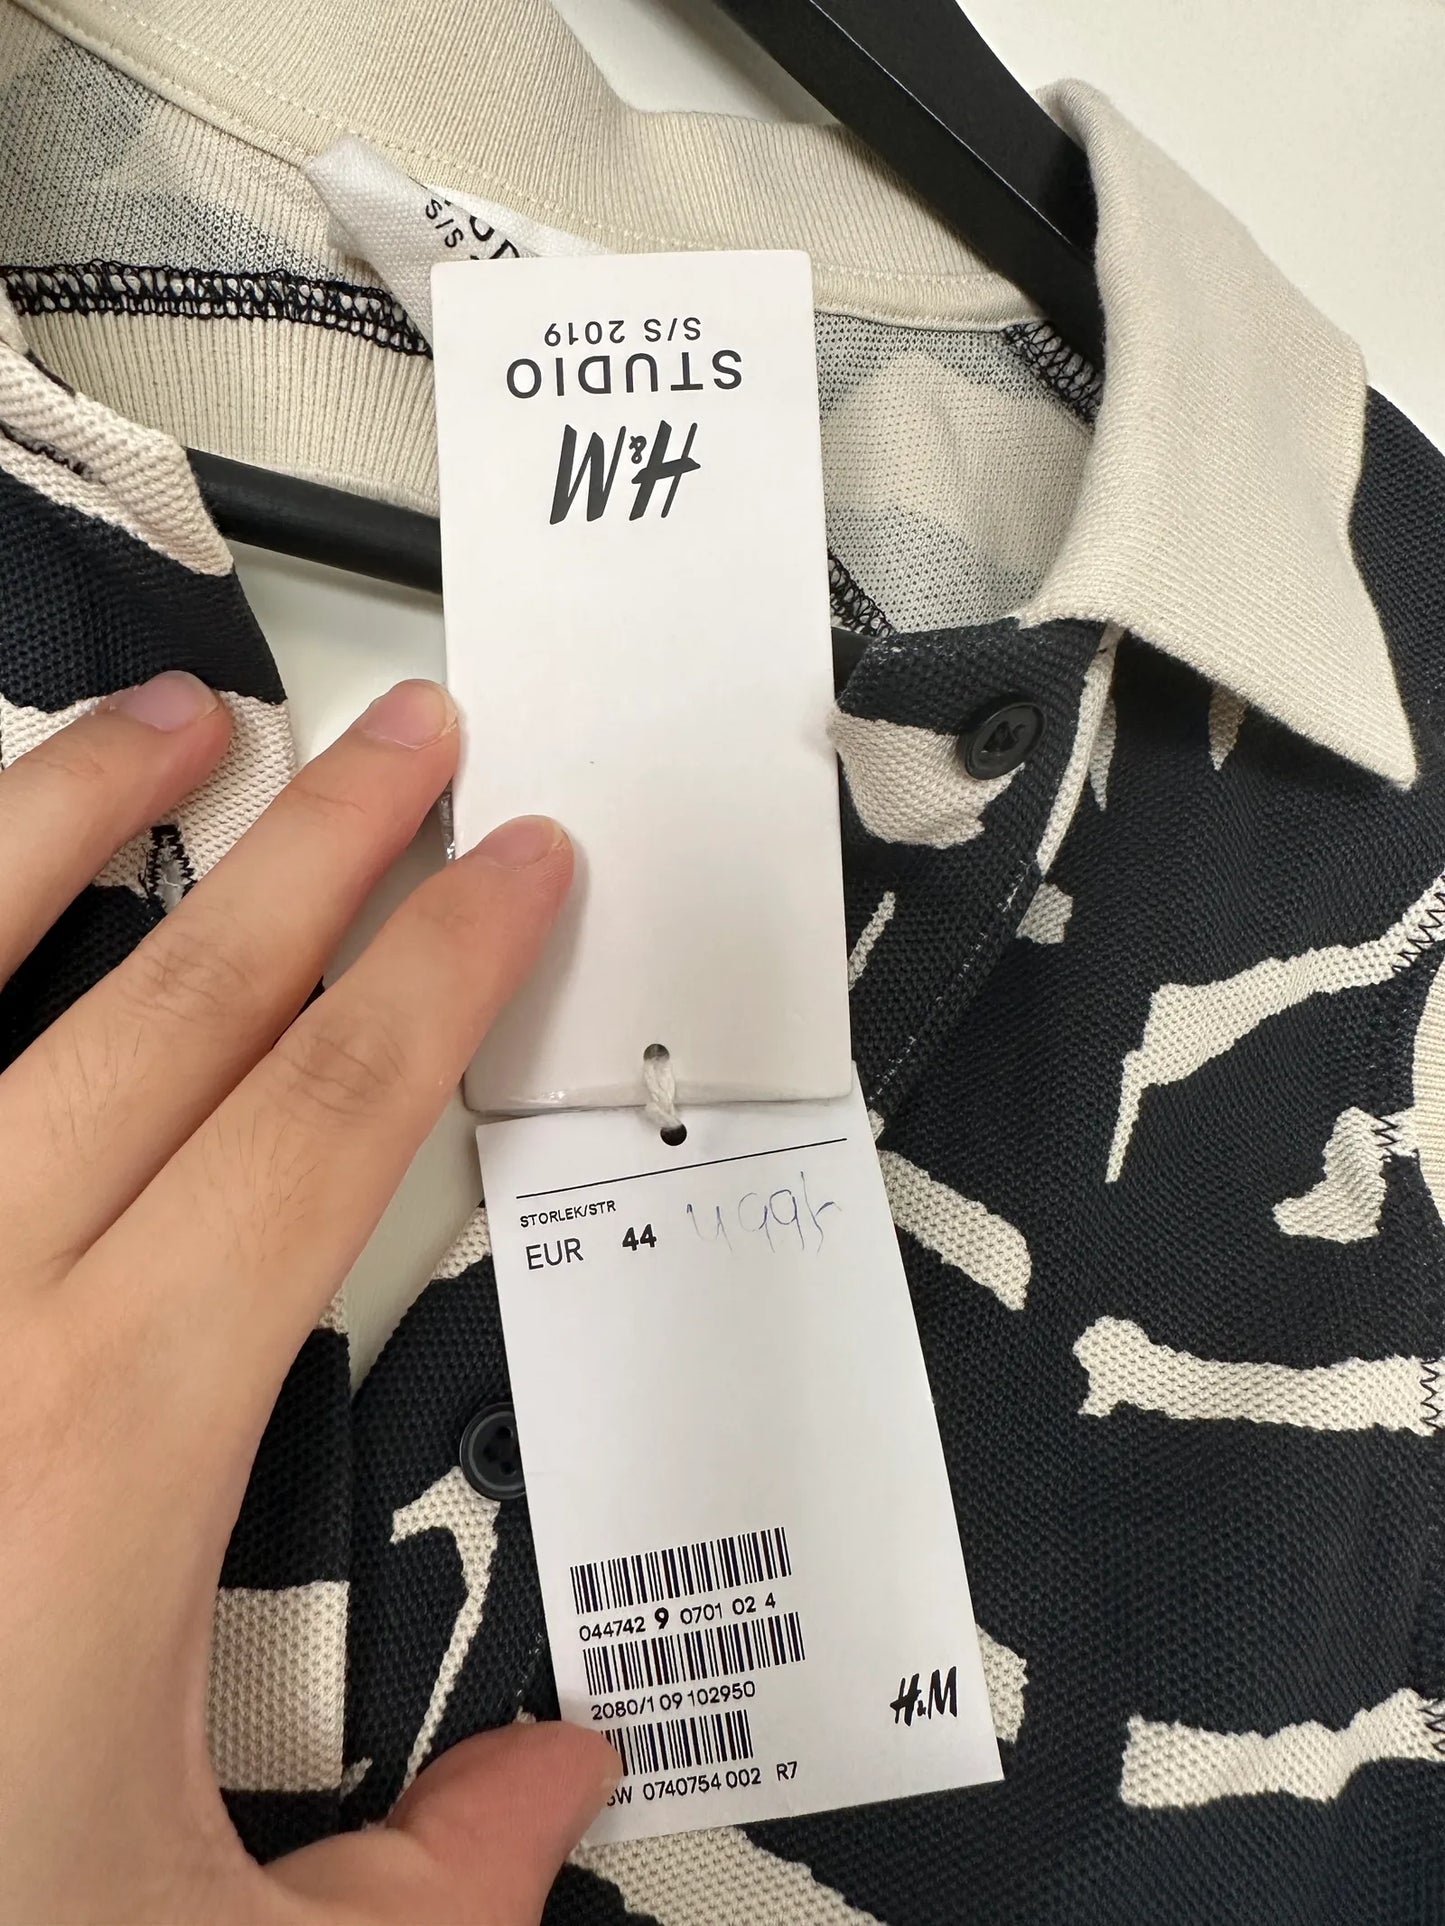 S/S
H&M
STUDIO
S/S 2019
STORLEK/STR
EUR 44
044742 9 0701 02 4
2080/1 09 102950
0740754 002 R7
H&M